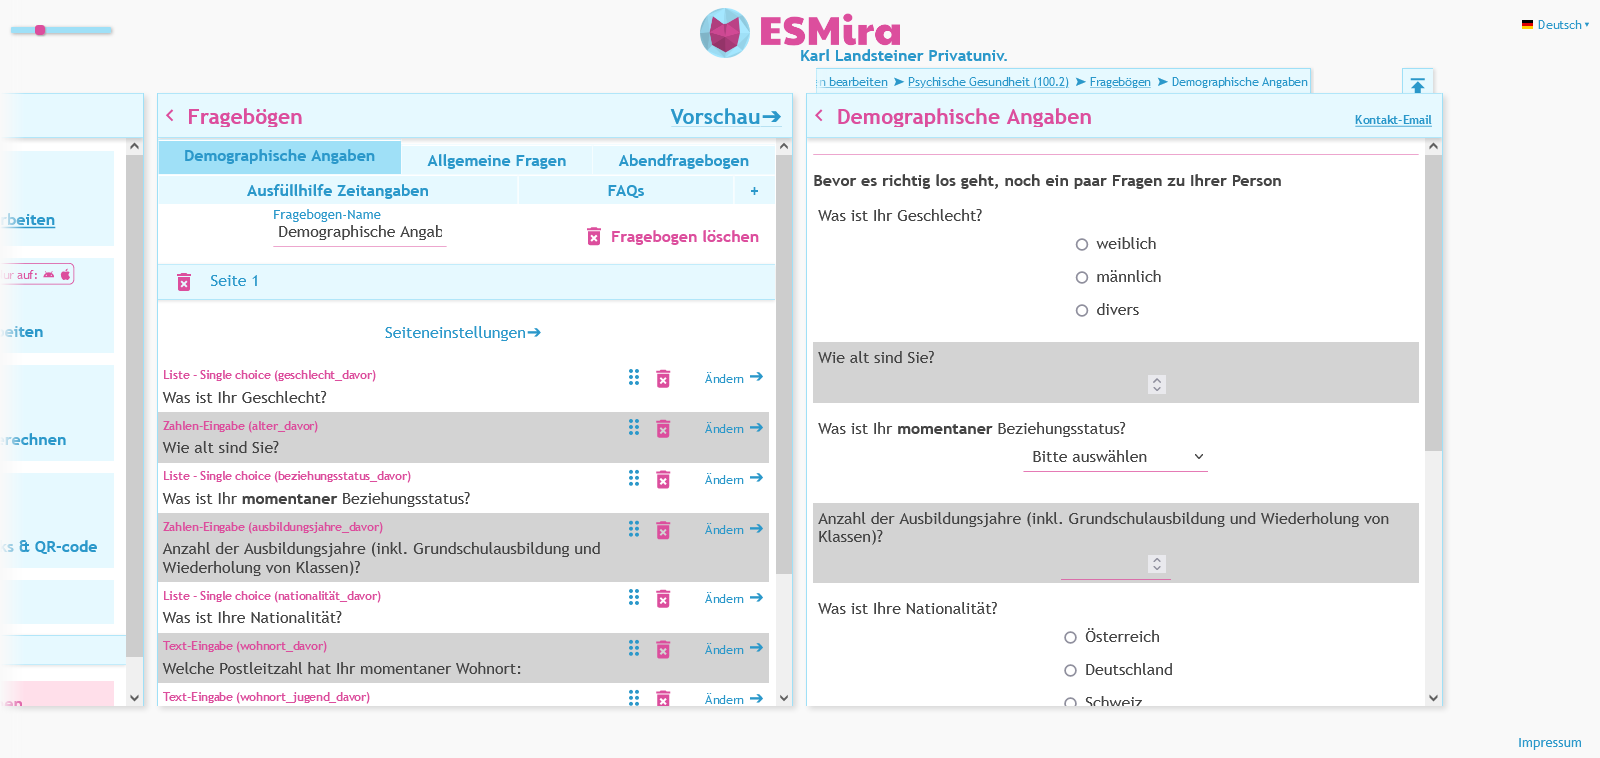 ESMira
Karl Landsteiner Privatuniv.
Deutsch
n bearbeiten ➤ Psychische Gesundheit (100.2) ➤ Fragebögen ➤ Demographische Angaben
rbeiten
ur auf:
eiten
erechnen
ks & QR-code
en
Fragebögen
Vorschau➔
Demographische Angaben
Allgemeine Fragen
Abendfragebogen
Ausfüllhilfe Zeitangaben
FAQs
+
Fragebogen-Name
Demographische Angab
Fragebogen löschen
Seite 1
Seiteneinstellungen➔
Liste - Single choice (geschlecht_davor)
Ändern ➔
Was ist Ihr Geschlecht?
Zahlen-Eingabe (alter_davor)
Ändern ➔
Wie alt sind Sie?
Liste - Single choice (beziehungsstatus_davor)
Ändern ➔
Was ist Ihr momentaner Beziehungsstatus?
Zahlen-Eingabe (ausbildungsjahre_davor)
Ändern ➔
Anzahl der Ausbildungsjahre (inkl. Grundschulausbildung und
Wiederholung von Klassen)?
Liste - Single choice (nationalität_davor)
Ändern ➔
Was ist Ihre Nationalität?
Text-Eingabe (wohnort_davor)
Ändern ➔
Welche Postleitzahl hat Ihr momentaner Wohnort:
Text-Eingabe (wohnort_jugend_davor)
Ändern ➔
Demographische Angaben
Kontakt-Email
Bevor es richtig los geht, noch ein paar Fragen zu Ihrer Person
Was ist Ihr Geschlecht?
weiblich
männlich
divers
Wie alt sind Sie?
Was ist Ihr momentaner Beziehungsstatus?
Bitte auswählen
Anzahl der Ausbildungsjahre (inkl. Grundschulausbildung und Wiederholung von
Klassen)?
Was ist Ihre Nationalität?
Österreich
Deutschland
Schweiz
Impressum